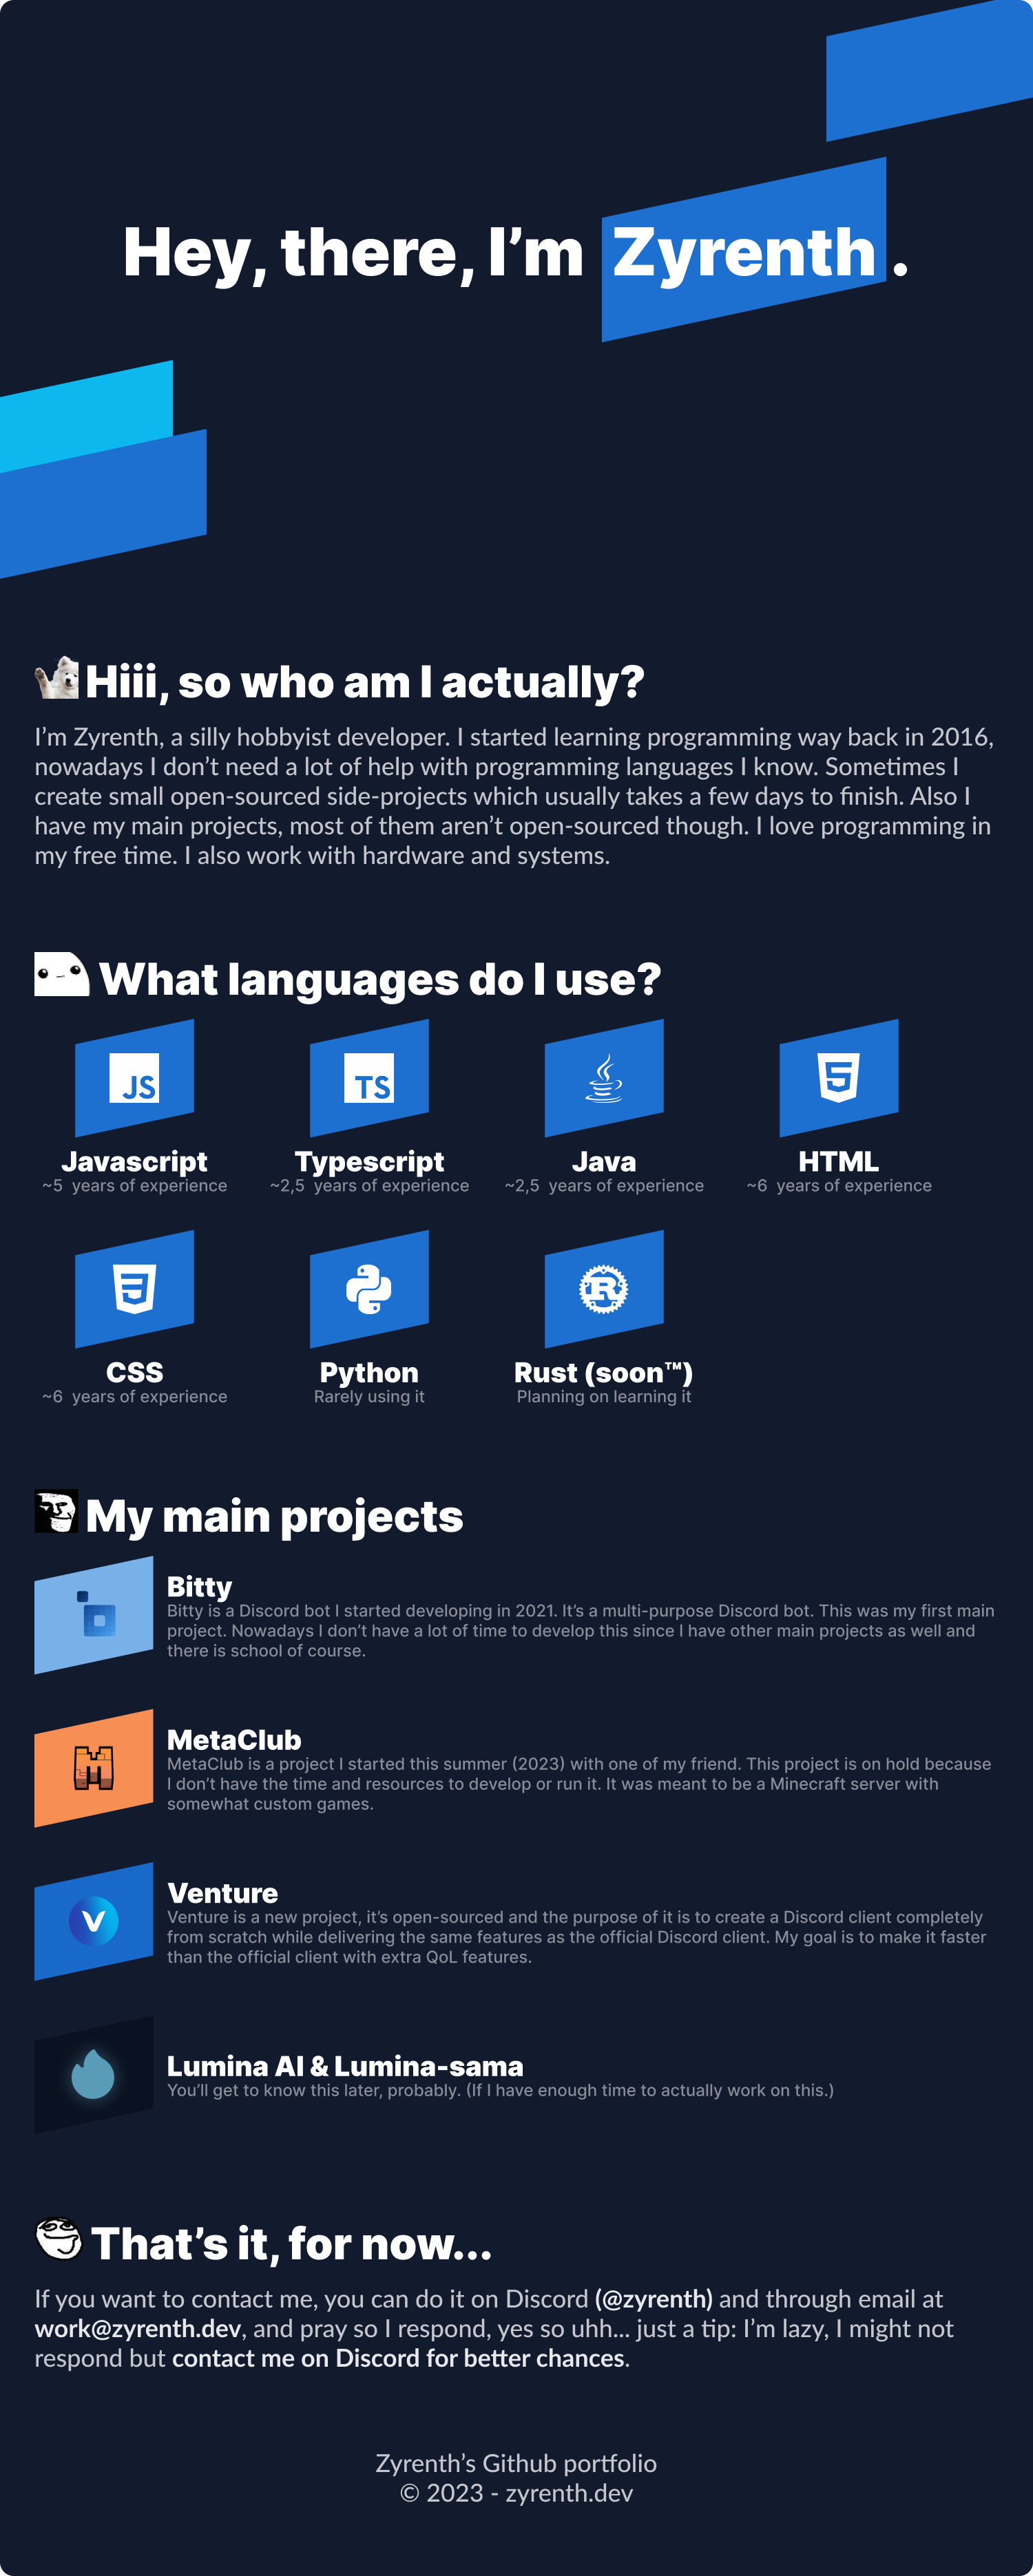 Hey, there, I’m Zyrenth.
Hiii, so who am I actually?
I’m Zyrenth, a silly hobbyist developer. I started learning programming way back in 2016,
nowadays I don’t need a lot of help with programming languages I know. Sometimes I
create small open-sourced side-projects which usually takes a few days to finish. Also I
have my main projects, most of them aren’t open-sourced though. I love programming in
my free time. I also work with hardware and systems.
What languages do I use?
JS
TS
5
Javascript
Typescript
Java
HTML
~5 years of experience
~2,5 years of experience
~2,5 years of experience
~6 years of experience
3
R
CSS
Python
Rust (soon™)
~6 years of experience
Rarely using it
Planning on learning it
My main projects
Bitty
Bitty is a Discord bot I started developing in 2021. It’s a multi-purpose Discord bot. This was my first main
project. Nowadays I don’t have a lot of time to develop this since I have other main projects as well and
there is school of course.
MetaClub
MetaClub is a project I started this summer (2023) with one of my friend. This project is on hold because
I don’t have the time and resources to develop or run it. It was meant to be a Minecraft server with
somewhat custom games.
Venture
Venture is a new project, it’s open-sourced and the purpose of it is to create a Discord client completely
from scratch while delivering the same features as the official Discord client. My goal is to make it faster
than the official client with extra QoL features.
Lumina AI & Lumina-sama
You’ll get to know this later, probably. (If I have enough time to actually work on this.)
That’s it, for now...
If you want to contact me, you can do it on Discord (@zyrenth) and through email at
work@zyrenth.dev, and pray so I respond, yes so uhh... just a tip: I’m lazy, I might not
respond but contact me on Discord for better chances.
Zyrenth’s Github portfolio
© 2023 - zyrenth.dev